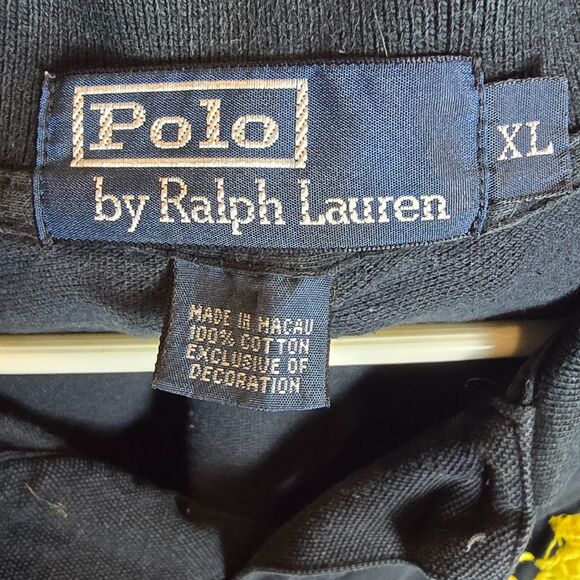 Polo
by Ralph Lauren
XL
MADE IN MACAU
100% COTTON
EXCLUSIVE OF
DECORATION